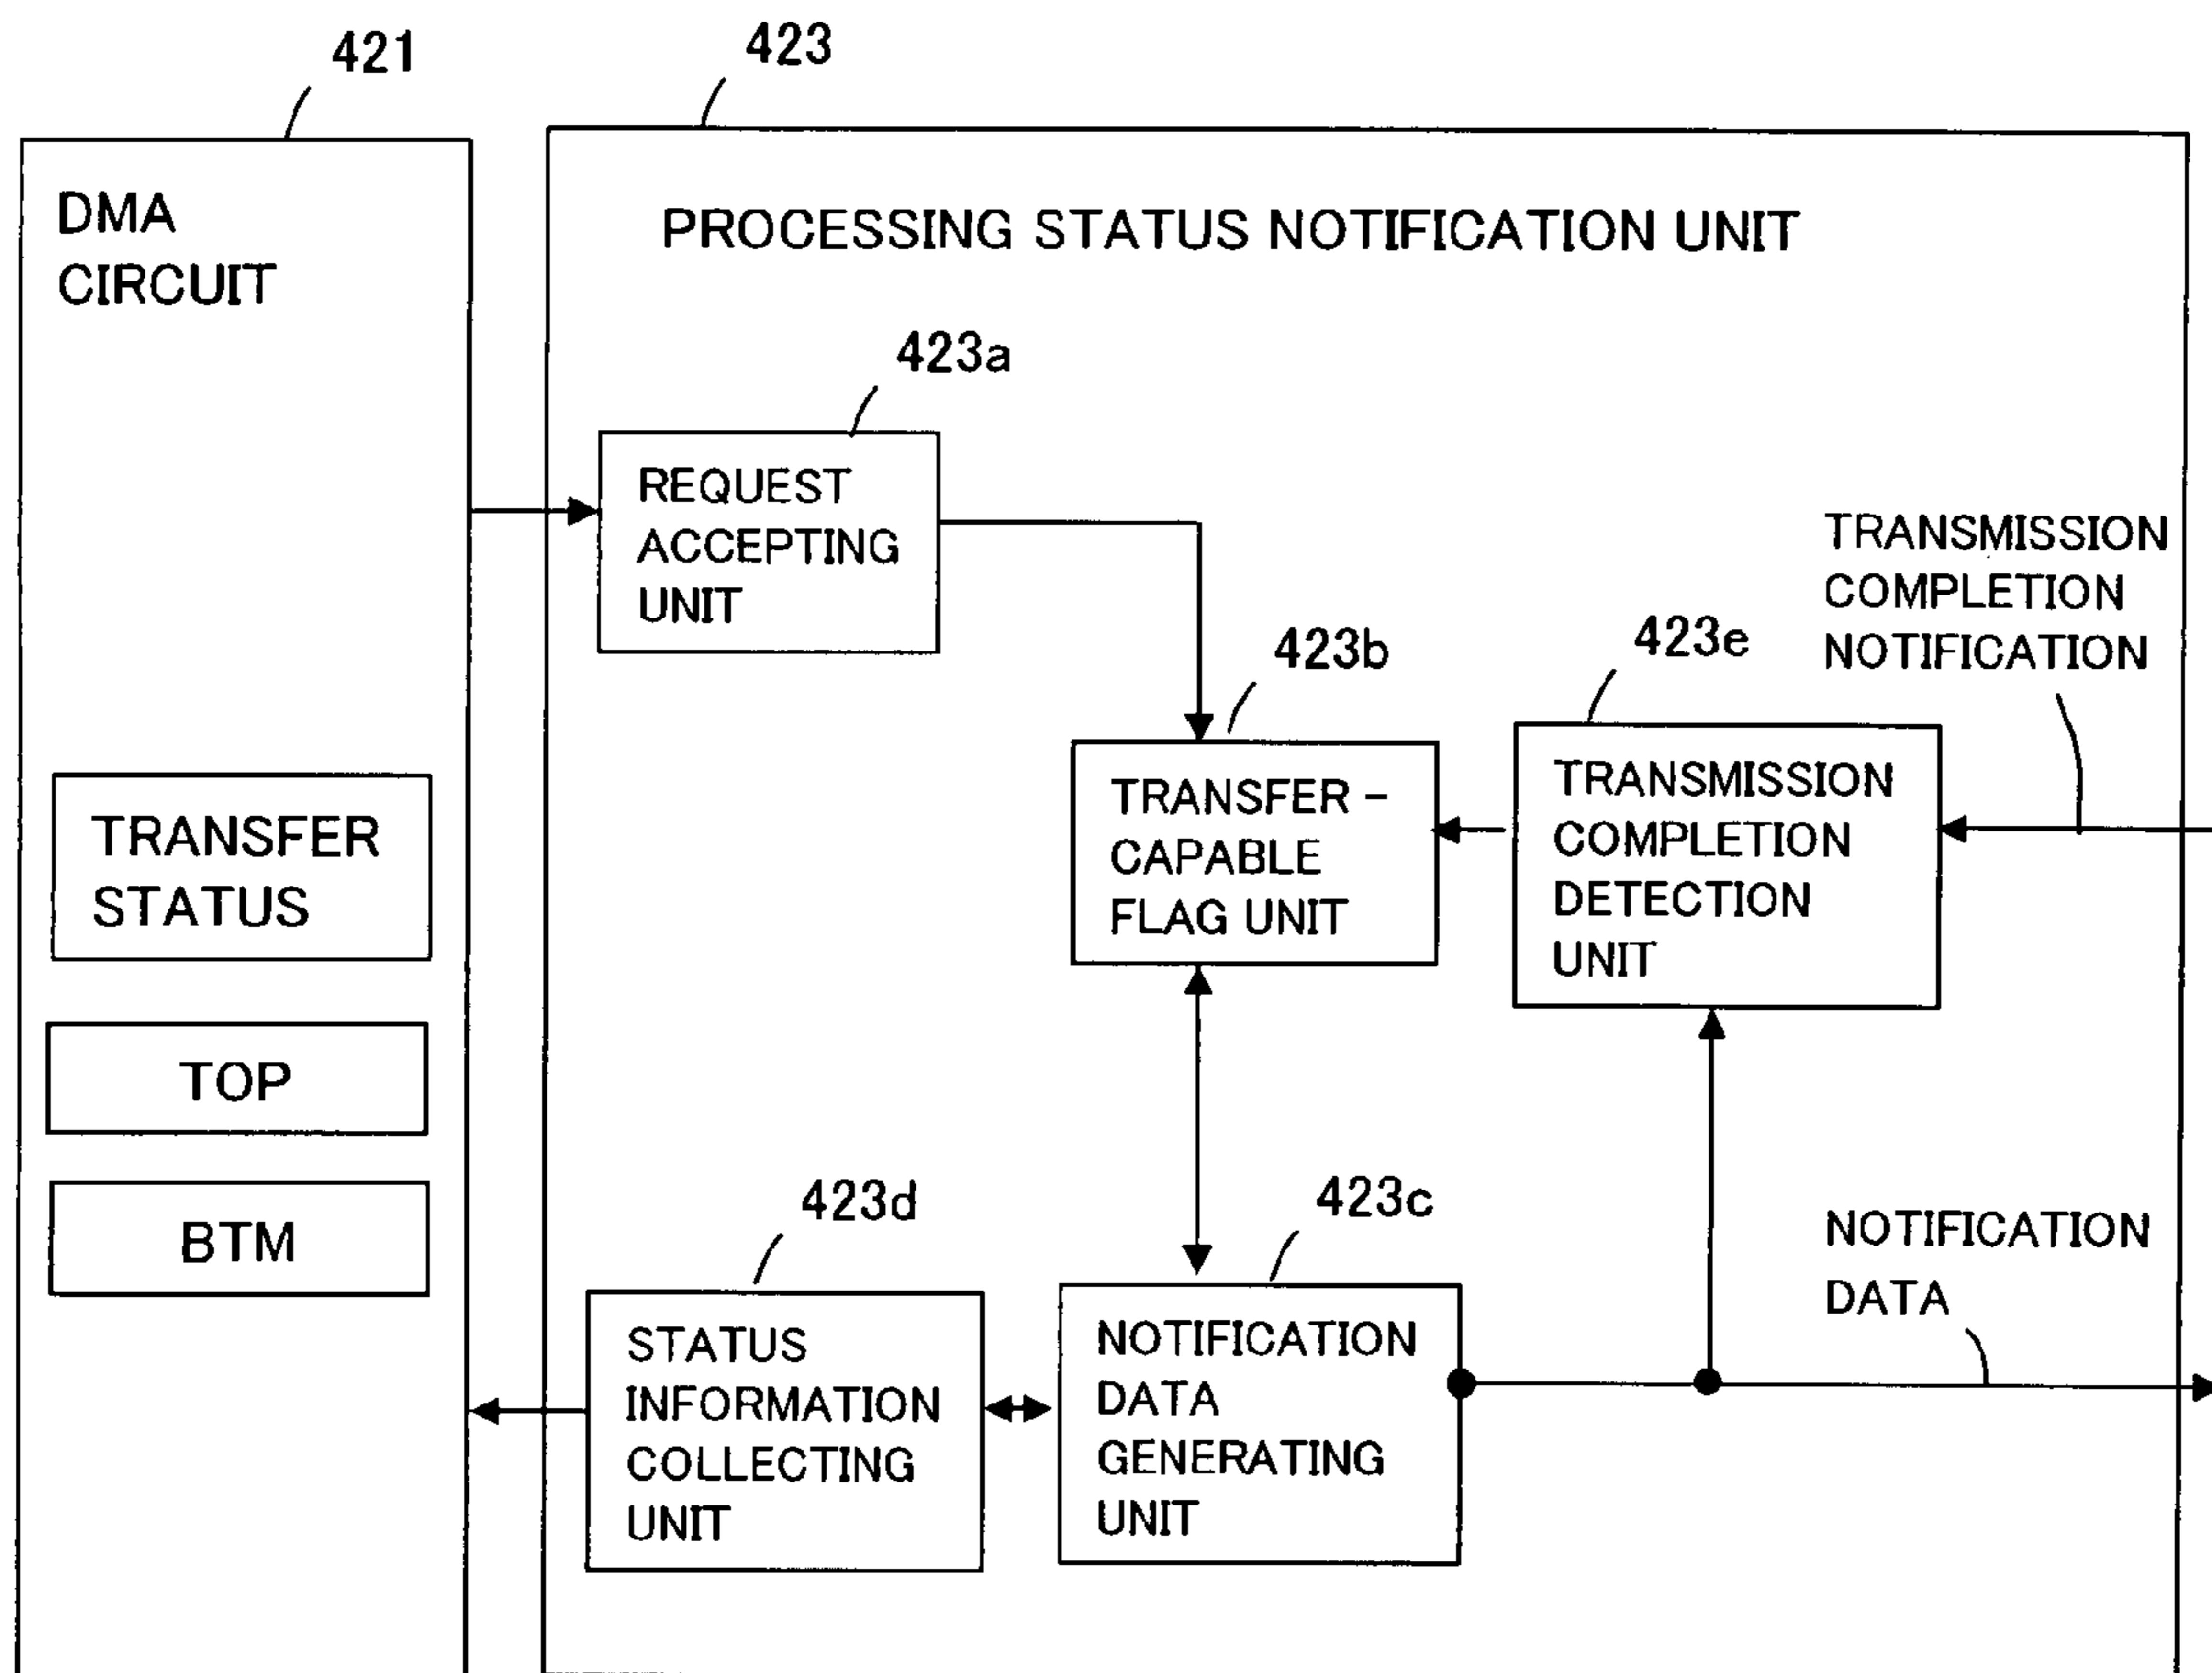 421
423
DMA
CIRCUIT
PROCESSING STATUS NOTIFICATION UNIT
423a
REQUEST
ACCEPTING
UNIT
TRANSMISSION
COMPLETION
NOTIFICATION
423b
423e
TRANSFER
STATUS
TRANSFER -
CAPABLE
FLAG UNIT
TRANSMISSION
COMPLETION
DETECTION
UNIT
TOP
BTM
423d
423c
NOTIFICATION
DATA
STATUS
INFORMATION
COLLECTING
UNIT
NOTIFICATION
DATA
GENERATING
UNIT